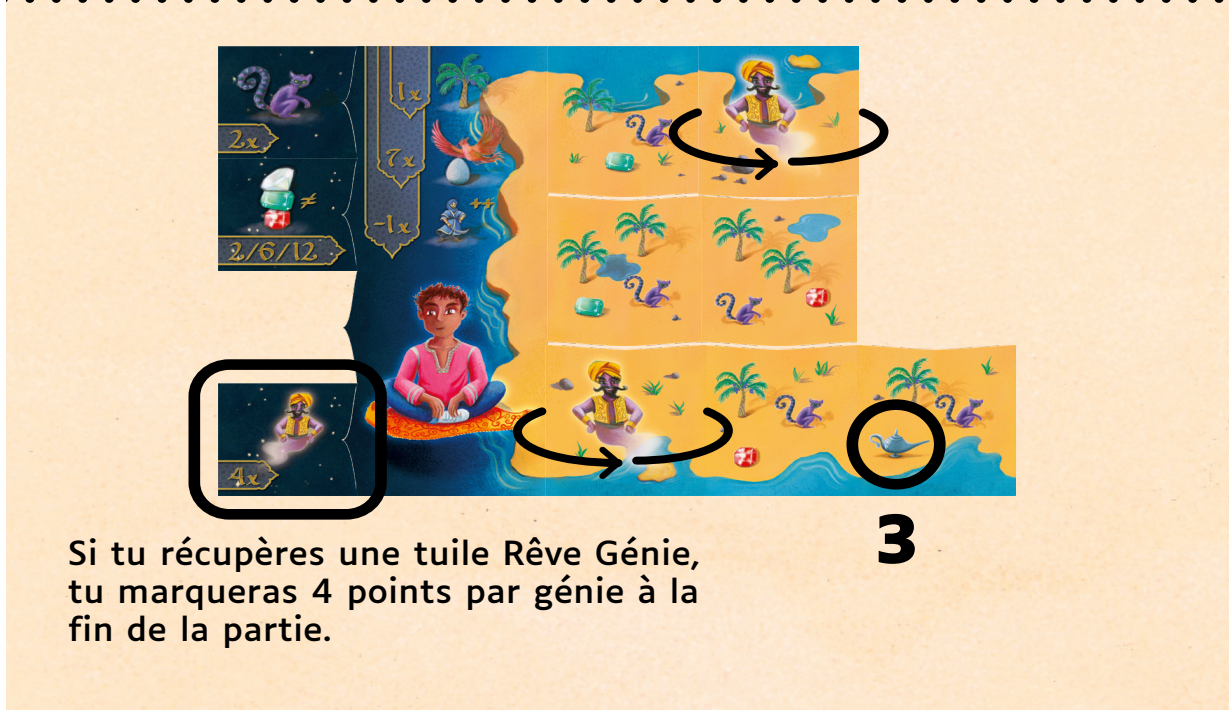 1x
2x
7x
≠
++
-1x
2/6/12
4x
3
Si tu récupères une tuile Rêve Génie,
tu marqueras 4 points par génie à la
fin de la partie.